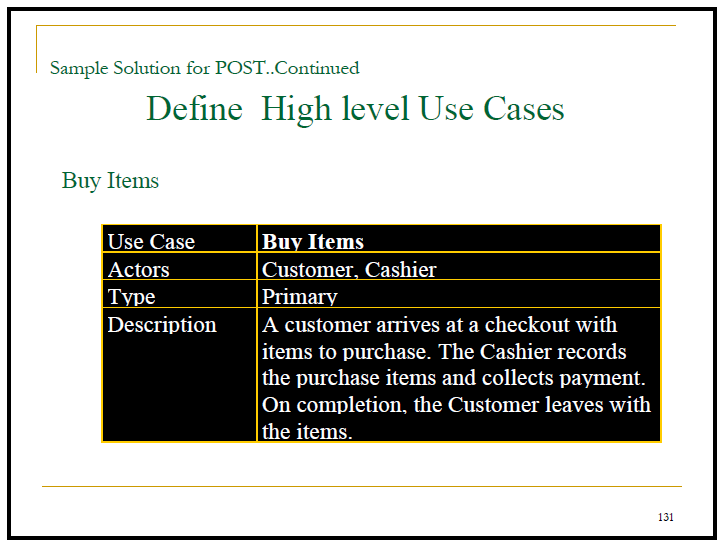 Sample Solution for POST..Continued
Define High level Use Cases
Buy Items
Use Case Buy Items
Actors Customer, Cashier
Type Primary
Description A customer arrives at a checkout with
items to purchase. The Cashier records
the purchase items and collects payment.
On completion, the Customer leaves with
the items.
131